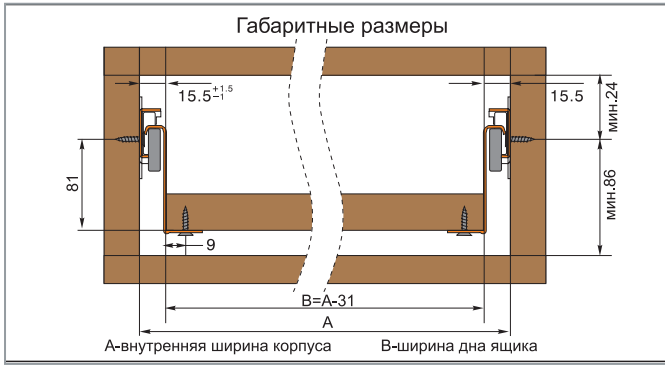 Габаритные размеры
15.5 +1.5 −1
15.5
мин.24
81
мин.86
9
B=A-31
A
A-внутренняя ширина корпуса B-ширина дна ящика